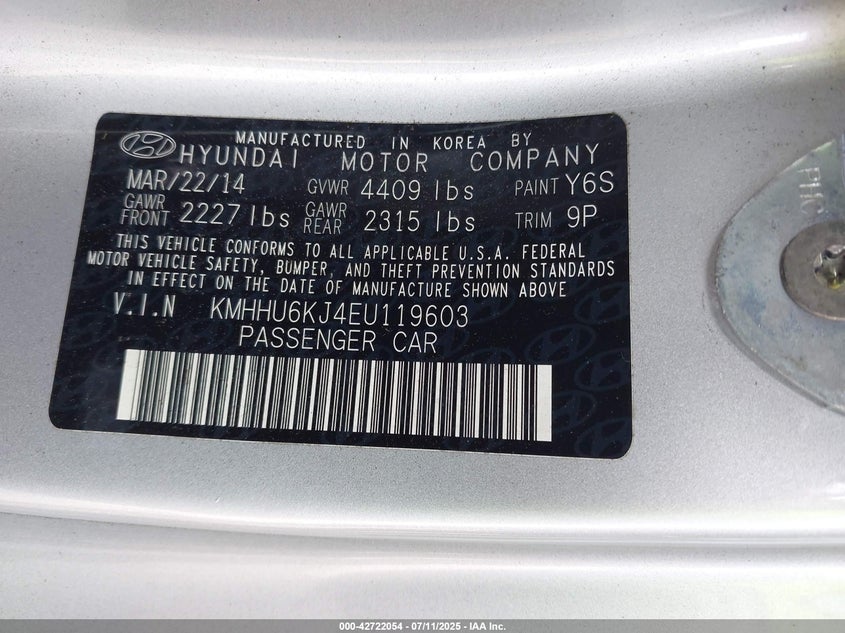 MANUFACTURED IN KOREA BY
HYUNDAI MOTOR COMPANY
MAR/22/14 GVWR 4409 lbs PAINT Y6S
GAWR FRONT 2227 lbs GAWR REAR 2315 lbs TRIM 9P
THIS VEHICLE CONFORMS TO ALL APPLICABLE U.S.A. FEDERAL
MOTOR VEHICLE SAFETY, BUMPER, AND THEFT PREVENTION STANDARDS
IN EFFECT ON THE DATE OF MANUFACTURE SHOWN ABOVE
V.I.N KMHHU6KJ4EU119603
PASSENGER CAR
000-42722054 - 07/11/2025 - IAA Inc.